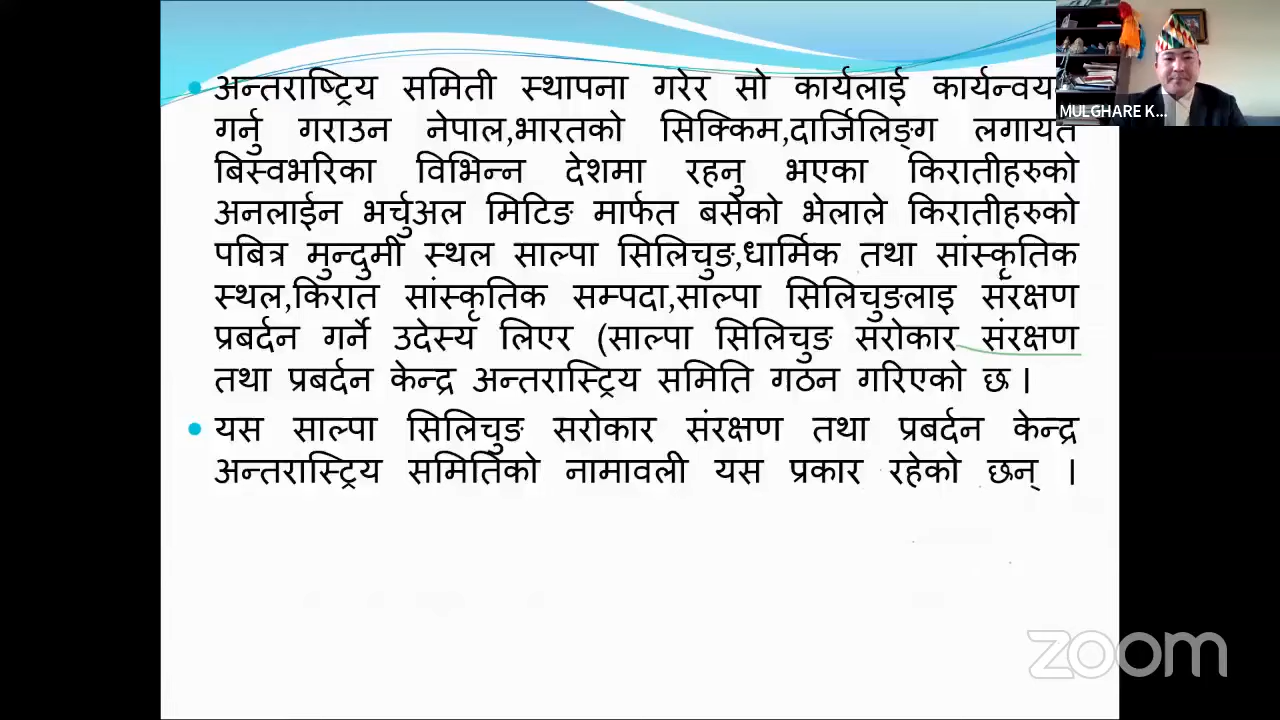 अन्तराष्ट्रिय समिती स्थापना गरेर सो कार्यलाई कार्यन्वय
गर्नु गराउन नेपाल,भारतको सिक्किम,दार्जिलिङ्ग लगायत
बिस्वभरिका विभिन्न देशमा रहनु भएका किरातीहरुको
अनलाईन भर्चुअल मिटिङ मार्फत बसेको भेलाले किरातीहरुको
पबित्र मुन्दुमी स्थल साल्पा सिलिचुङ,धार्मिक तथा सांस्कृतिक
स्थल,किरात सांस्कृतिक सम्पदा,साल्पा सिलिचुङलाइ संरक्षण
प्रबर्दन गर्ने उदेस्य लिएर (साल्पा सिलिचुङ सरोकार संरक्षण
तथा प्रबर्दन केन्द्र अन्तरास्ट्रिय समिति गठन गरिएको छ ।
यस साल्पा सिलिचुङ सरोकार संरक्षण तथा प्रबर्दन केन्द्र
अन्तरास्ट्रिय समितिको नामावली यस प्रकार रहेको छन् ।
MULGHARE K...
zoom